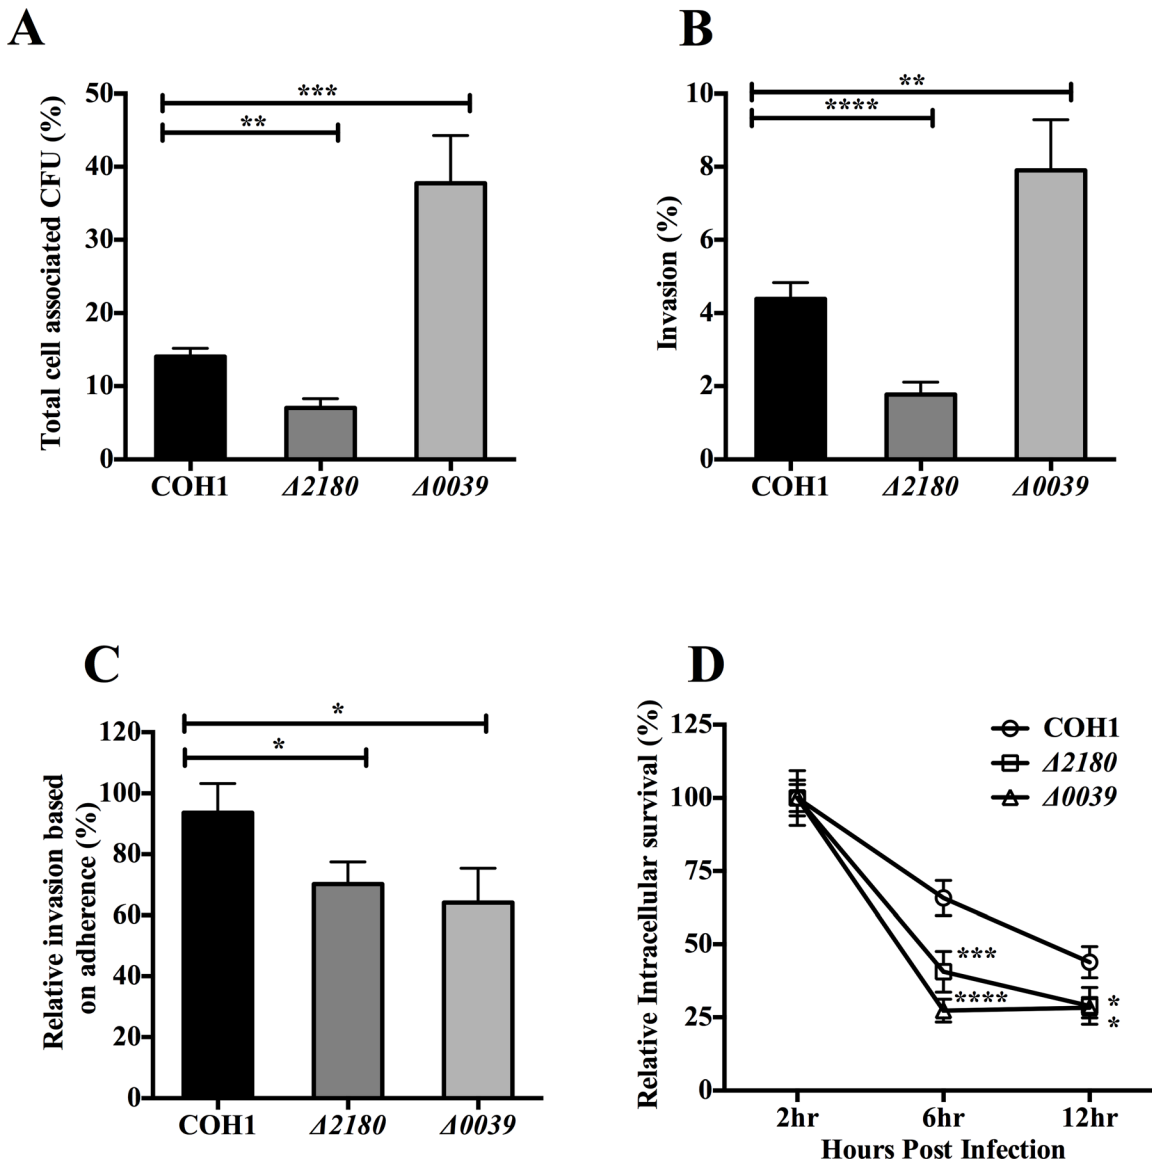 A
Total cell associated CFU (%)
50
40
30
20
10
0
***
**
COH1 Δ2180 Δ0039
B
Invasion (%)
10
8
6
4
2
0
**
****
COH1 Δ2180 Δ0039
C
Relative invasion based
on adherence (%)
120
100
80
60
40
20
0
*
*
COH1 Δ2180 Δ0039
D
Relative Intracellular survival (%)
125
100
75
50
25
0
COH1
Δ2180
Δ0039
***
****
*
*
2hr 6hr 12hr
Hours Post Infection